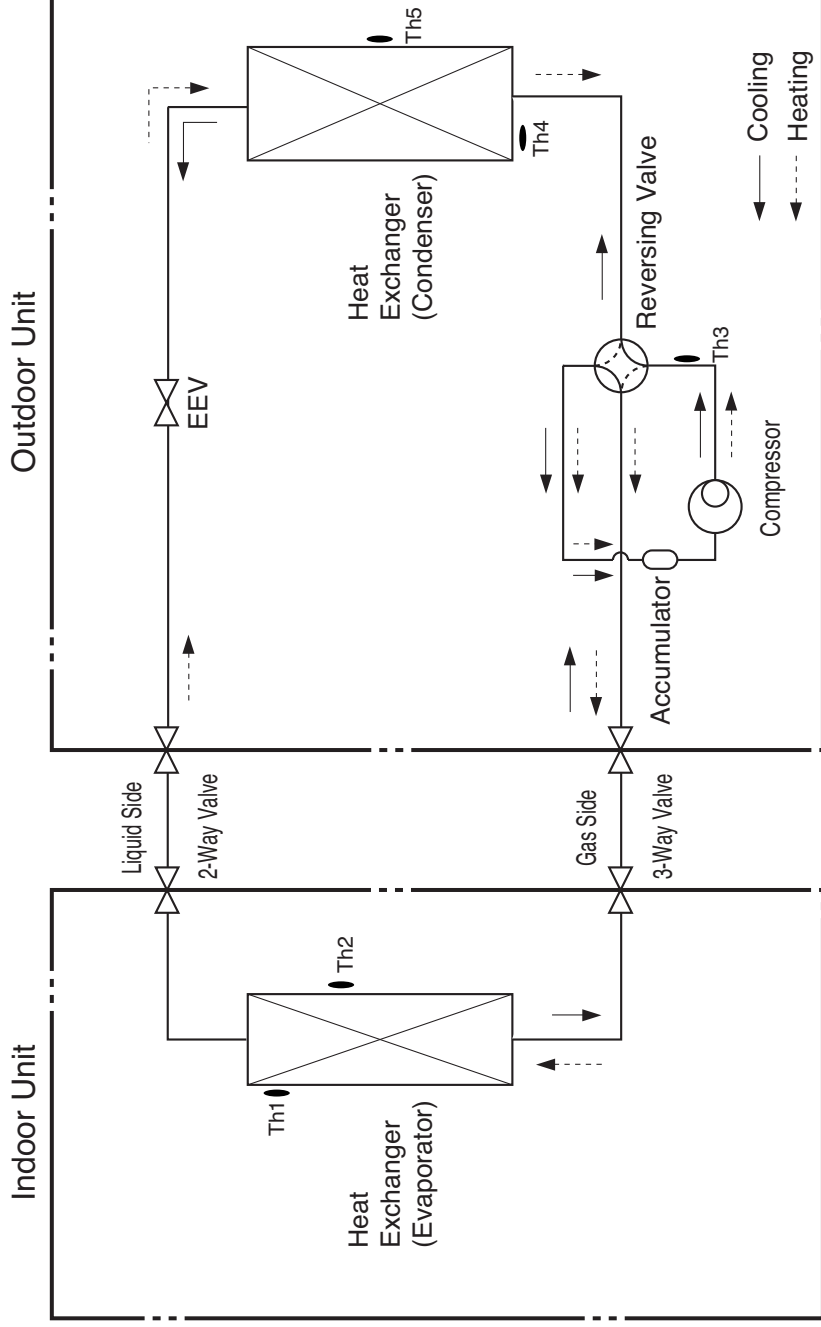 Indoor Unit
Outdoor Unit
Th1
Heat
Exchanger
(Evaporator)
Th2
Liquid Side
2-Way Valve
Gas Side
3-Way Valve
EEV
Heat
Exchanger
(Condenser)
Th5
Th4
Accumulator
Compressor
Th3
Reversing Valve
Cooling
Heating